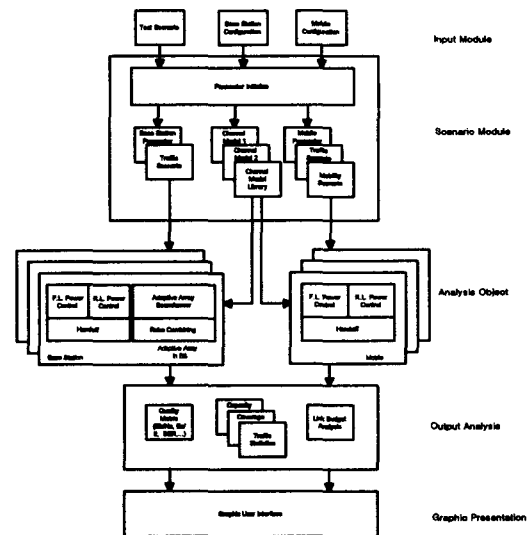 Test Scenario
Base Station
Configuration
Mobile
Configuration
Input Module
Parameter Initialize
Scenario Module
Base Station
Parameter
Traffic
Scenario
Channel
Model 1
Channel
Model 2
Channel
Model
Library
Mobile
Parameter
Traffic
Scenario
Mobility
Scenario
Analysis Object
F.L. Power
Control
R.L. Power
Control
Adaptive Array
Beamformer
Handoff
Rake Combining
Base Station
Adaptive Array
in BS
F.L. Power
Control
R.L. Power
Control
Handoff
Mobile
Output Analysis
Quality
Metric
Capacity
Coverage
Traffic
Statistics
Link Budget
Analysis
Graphic User Interface
Graphic Presentation